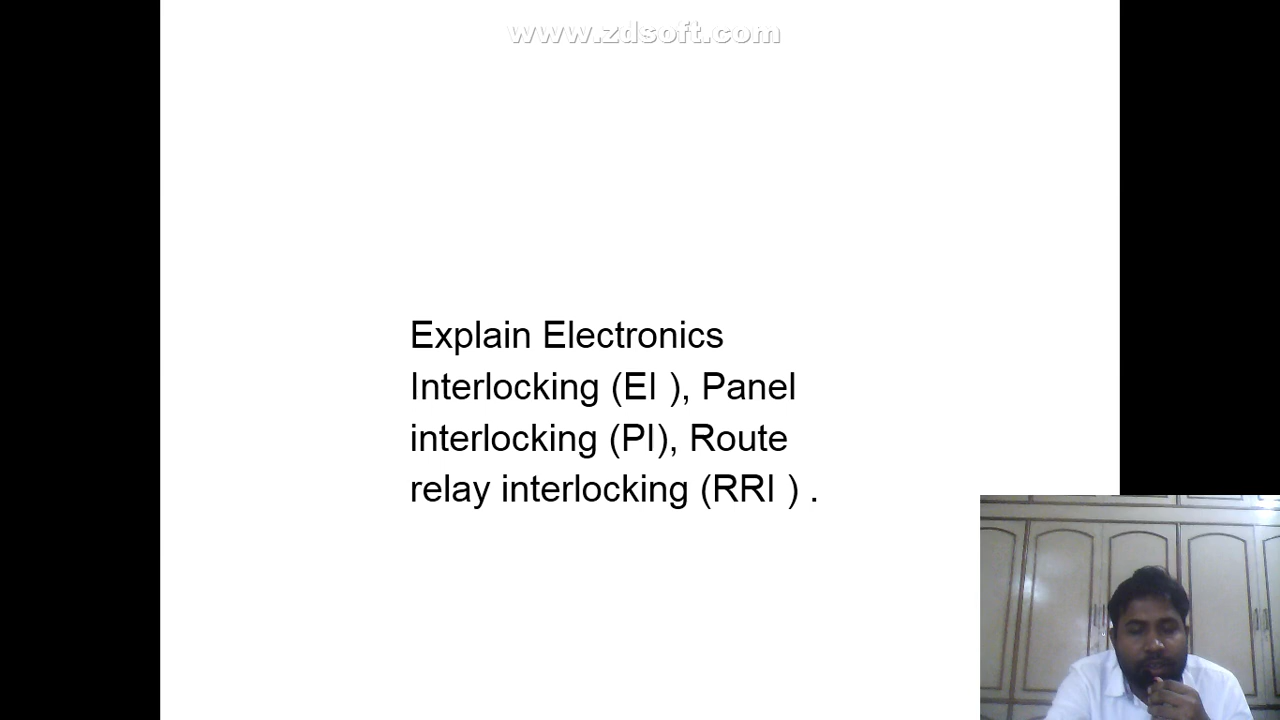 www.zdsoft.com
Explain Electronics
Interlocking (EI ), Panel
interlocking (PI), Route
relay interlocking (RRI ) .